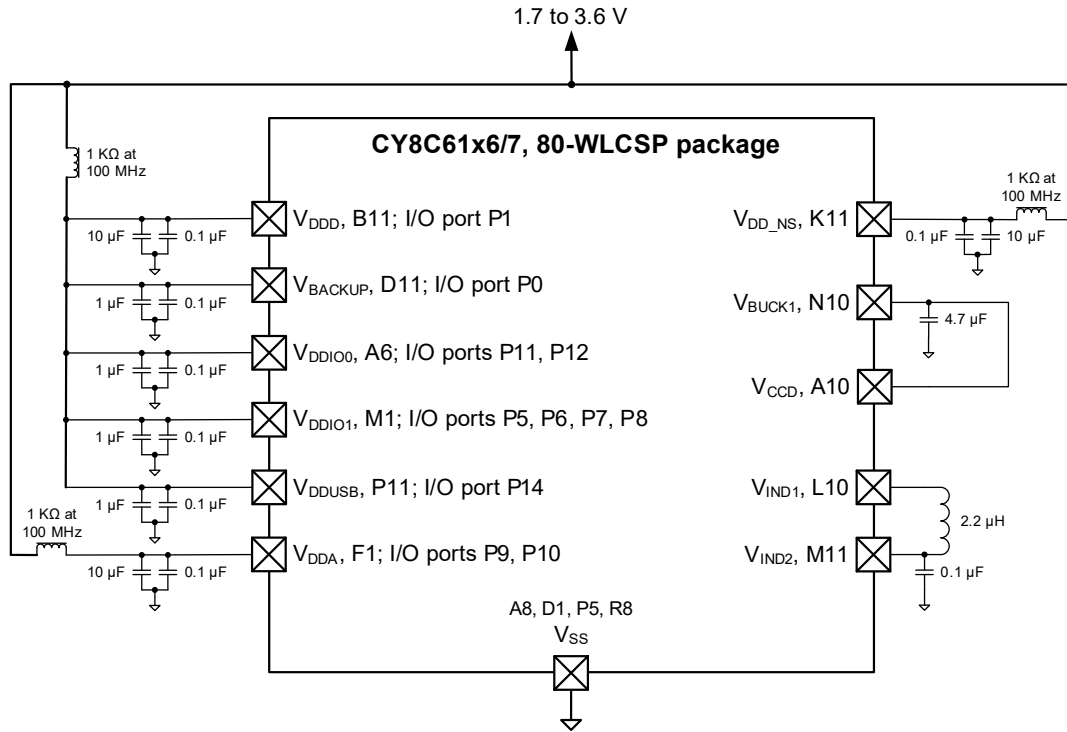 1.7 to 3.6 V
CY8C61x6/7, 80-WLCSP package
1 KΩ at
100 MHz
1 KΩ at
100 MHz
10 µF
0.1 µF
VDDD, B11; I/O port P1
VDD_NS, K11
0.1 µF
10 µF
1 µF
0.1 µF
VBACKUP, D11; I/O port P0
VBUCK1, N10
4.7 µF
1 µF
0.1 µF
VDDIO0, A6; I/O ports P11, P12
VCCD, A10
1 µF
0.1 µF
VDDIO1, M1; I/O ports P5, P6, P7, P8
1 µF
0.1 µF
VDDUSB, P11; I/O port P14
VIND1, L10
2.2 µH
1 KΩ at
100 MHz
10 µF
0.1 µF
VDDA, F1; I/O ports P9, P10
VIND2, M11
0.1 µF
A8, D1, P5, R8
VSS